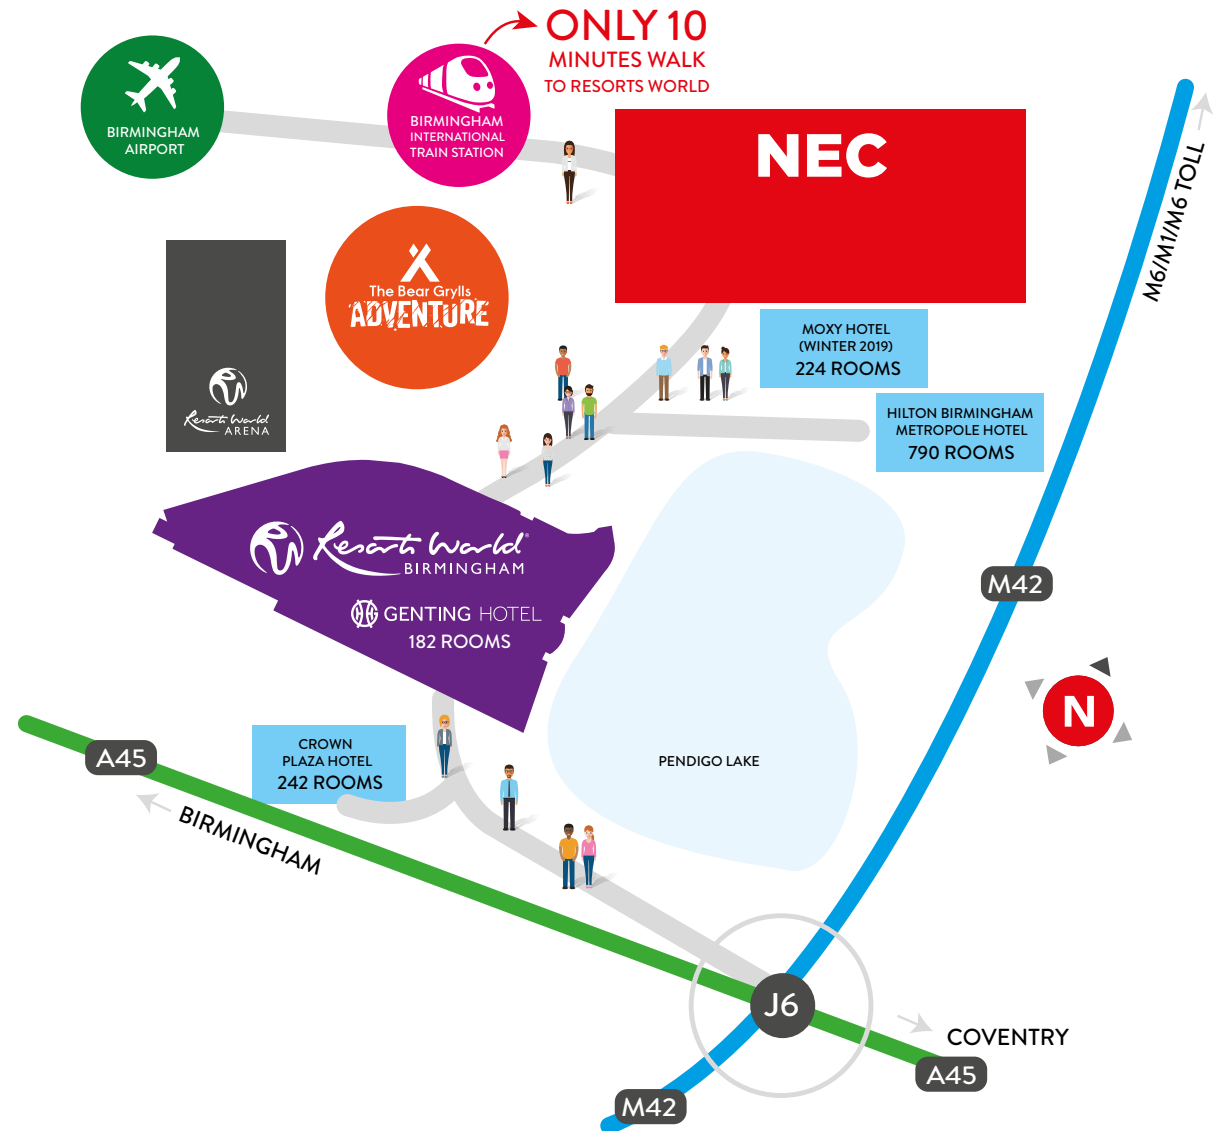 ONLY 10
MINUTES WALK
TO RESORTS WORLD
BIRMINGHAM
AIRPORT
BIRMINGHAM
INTERNATIONAL
TRAIN STATION
NEC
M6/M1/M6 TOLL
The Bear Grylls
ADVENTURE
MOXY HOTEL
(WINTER 2019)
224 ROOMS
Resorts World
ARENA
HILTON BIRMINGHAM
METROPOLE HOTEL
790 ROOMS
Resorts World®
BIRMINGHAM
GENTING HOTEL
182 ROOMS
M42
N
CROWN
PLAZA HOTEL
242 ROOMS
PENDIGO LAKE
A45
BIRMINGHAM
J6
COVENTRY
A45
M42